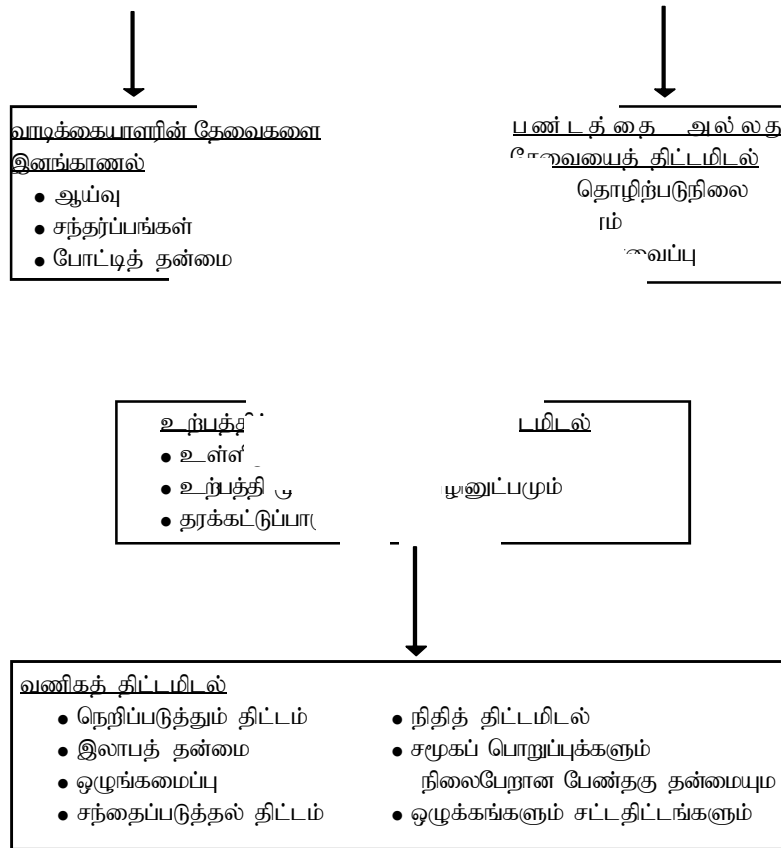 வாடிக்கையாளரின் தேவைகளை
இனங்காணல்
• ஆய்வு
• சந்தர்ப்பங்கள்
• போட்டித் தன்மை
பண்டத்தை அல்லது
சேவையைத் திட்டமிடல்
தொழிற்படுநிலை
• உற்பத்தி
• தரக்கட்டுப்பா
வணிகத் திட்டமிடல்
• நெறிப்படுத்தும் திட்டம்
• இலாபத் தன்மை
• ஒழுங்கமைப்பு
• சந்தைப்படுத்தல் திட்டம்
• நிதித் திட்டமிடல்
• சமூகப் பொறுப்புக்களும்
நிலைபேறான பேண்தகு தன்மையும
• ஒழுக்கங்களும் சட்டதிட்டங்களும்